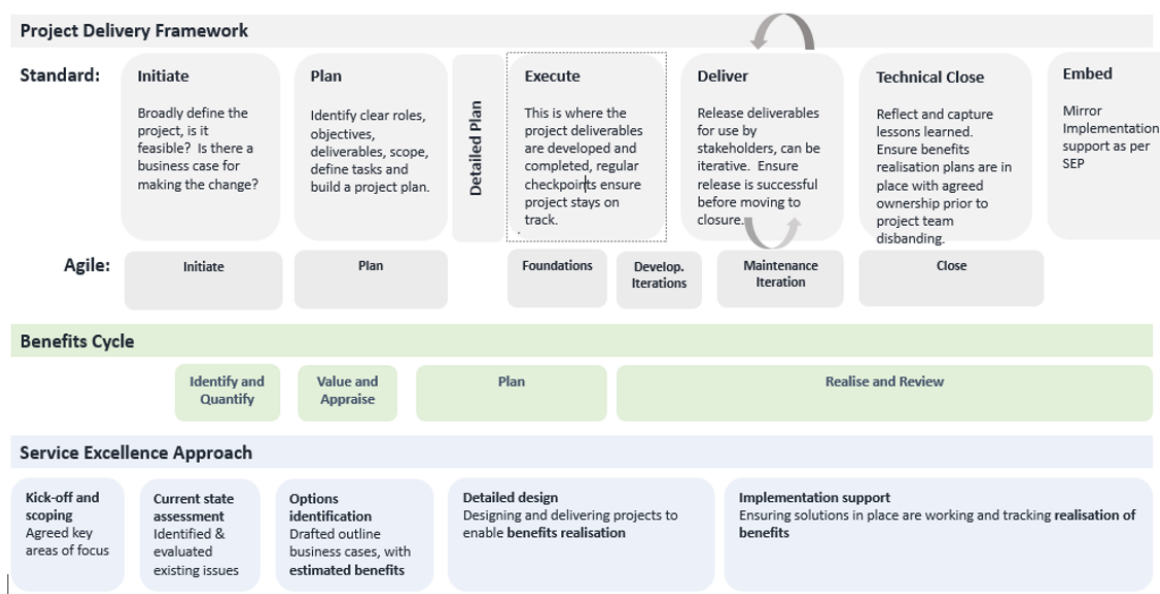 Project Delivery Framework
Standard:
Initiate
Broadly define the
project, is it
feasible? Is there a
business case for
making the change?
Plan
Identify clear roles,
objectives,
deliverables, scope,
define tasks and
build a project plan.
Detailed Plan
Execute
This is where the
project deliverables
are developed and
completed, regular
checkpoints ensure
project stays on
track.
.
Deliver
Release deliverables
for use by
stakeholders, can be
iterative. Ensure
release is successful
before moving to
closure.
Technical Close
Reflect and capture
lessons learned.
Ensure benefits
realisation plans are in
place with agreed
ownership prior to
project team
disbanding.
Embed
Mirror
Implementation
support as per
SEP
Agile:
Initiate
Plan
Foundations
Develop.
Iterations
Maintenance
Iteration
Close
Benefits Cycle
Identify and
Quantify
Value and
Appraise
Plan
Realise and Review
Service Excellence Approach
Kick-off and
scoping
Agreed key
areas of focus
Current state
assessment
Identified &
evaluated
existing issues
Options
identification
Drafted outline
business cases, with
estimated benefits
Detailed design
Designing and delivering projects to
enable benefits realisation
Implementation support
Ensuring solutions in place are working and tracking realisation of
benefits